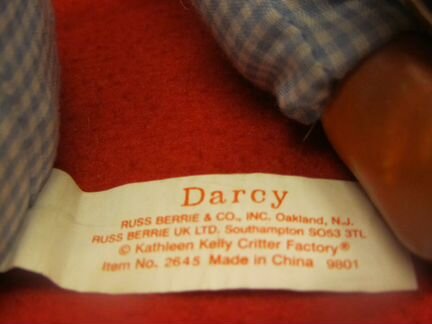 Darcy
RUSS BERRIE & CO., INC. Oakland, N.J.
RUSS BERRIE UK LTD. Southampton SO53 3TL
© Kathleen Kelly Critter Factory®
Item No. 2645 Made in China 9801